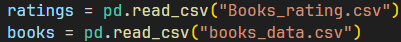 ratings = pd.read_csv("Books_rating.csv")
books = pd.read_csv("books_data.csv")